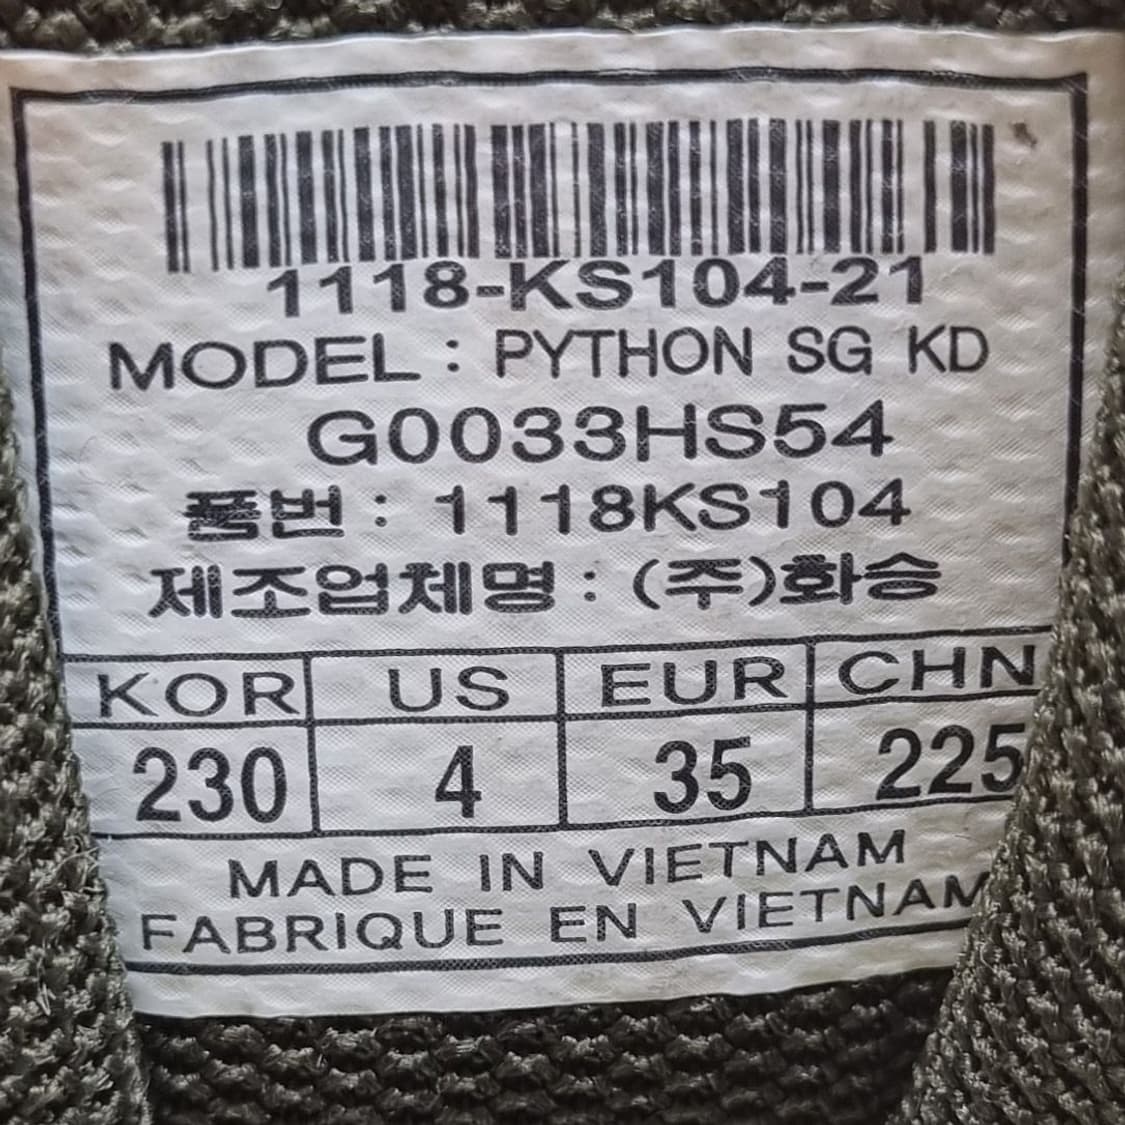 1118-KS104-21
MODEL : PYTHON SG KD
G0033HS54
품번 : 1118KS104
제조업체명 : (주)화승
KOR US EUR CHN
230 4 35 225
MADE IN VIETNAM
FABRIQUE EN VIETNAM